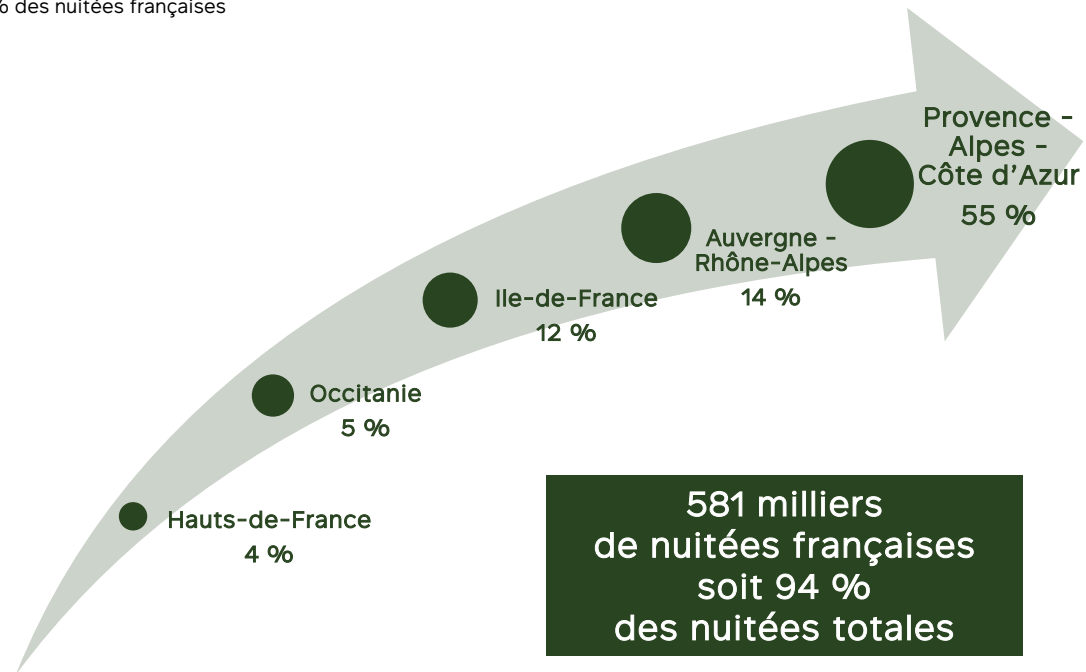 % des nuitées françaises
Provence -
Alpes -
Côte d’Azur
55 %
Auvergne -
Rhône-Alpes
14 %
Ile-de-France
12 %
Occitanie
5 %
Hauts-de-France
4 %
581 milliers
de nuitées françaises
soit 94 %
des nuitées totales